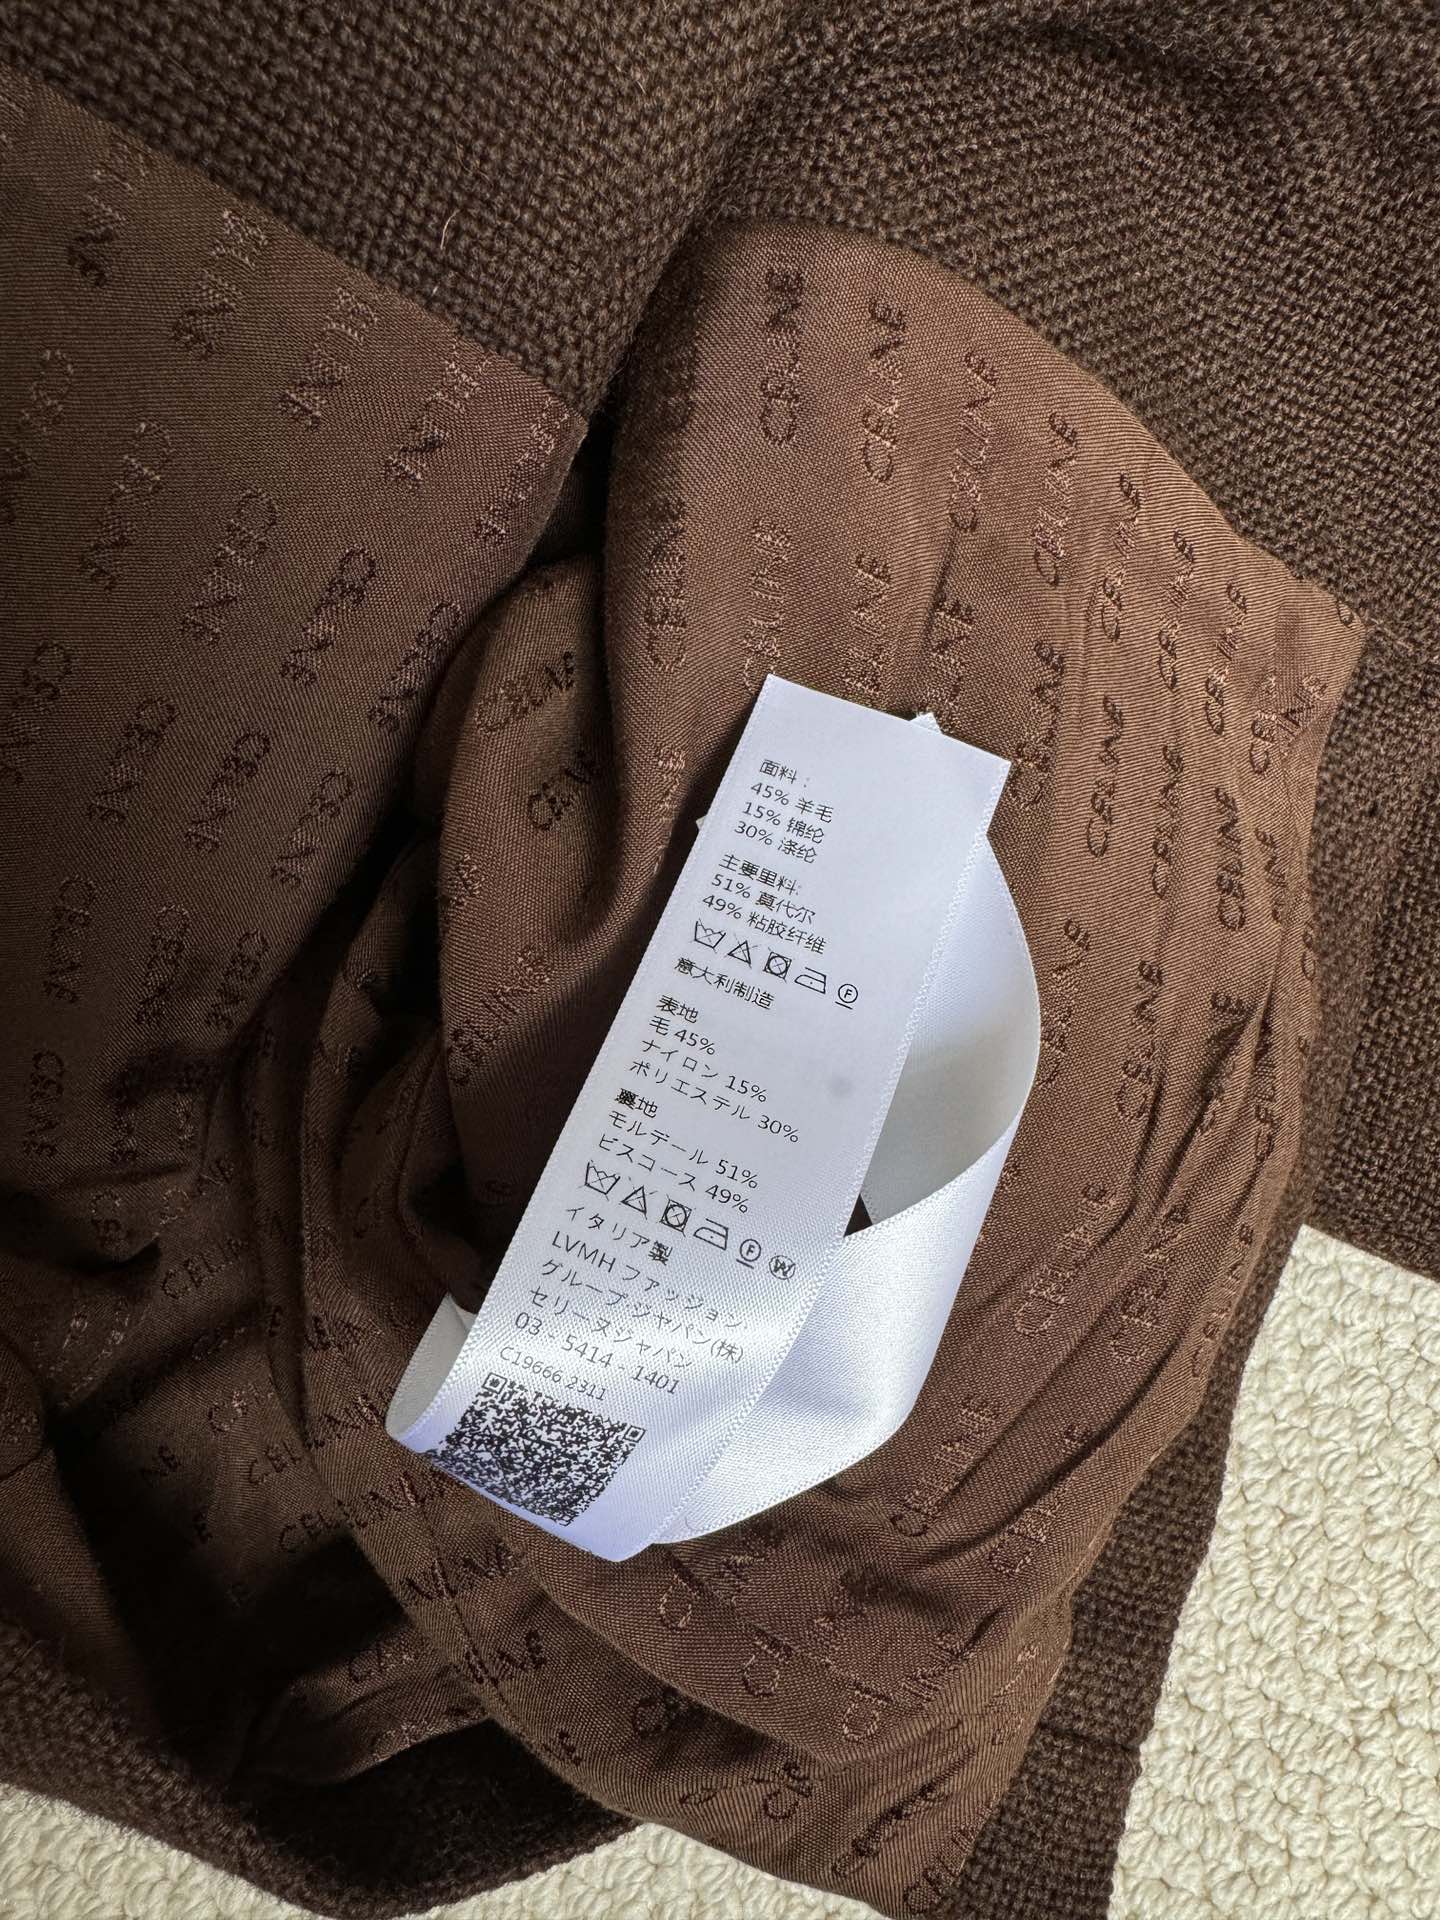 面料:
45% 羊毛
15% 锦纶
30% 涤纶
主要里料:
51% 莫代尔
49% 粘胶纤维
F
意大利制造
表地
毛 45%
ナイロン 15%
ポリエステル 30%
裏地
モルデール 51%
ビスコース 49%
F W
イタリア製
LVMH ファッション,
グループ・ジャパン(株)
セリーヌジャパン
03 - 5414 - 1401
C19666 2311
CELINE